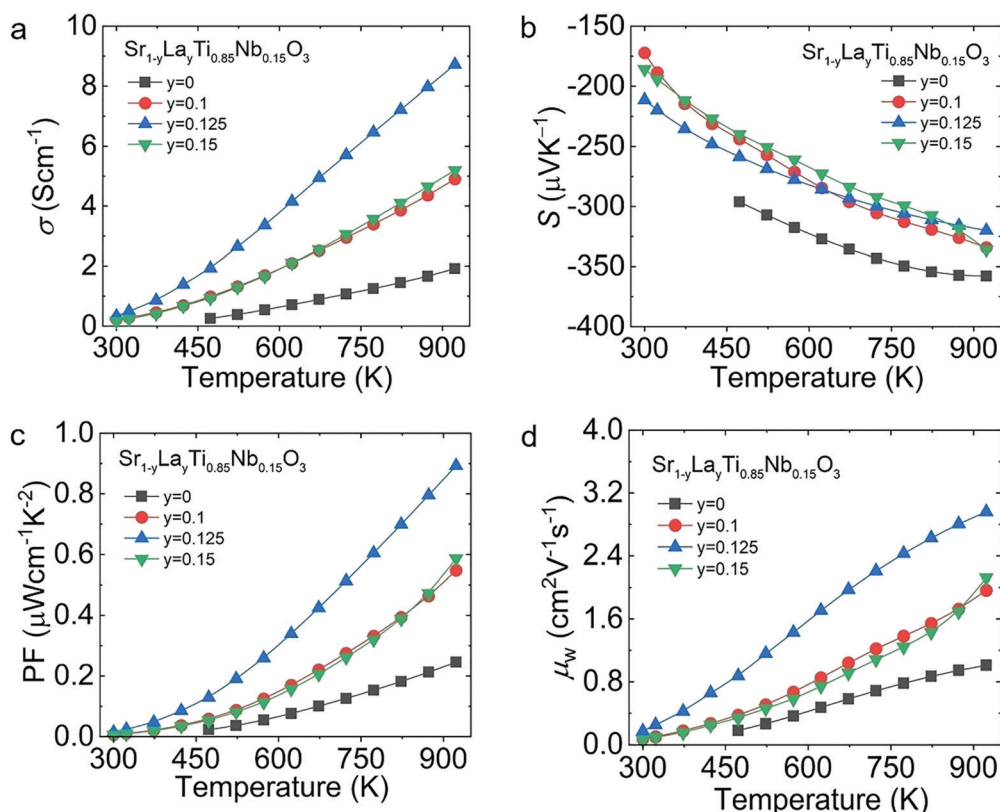 a
Sr1-yLayTi0.85Nb0.15O3
y=0
y=0.1
y=0.125
y=0.15
σ (Scm⁻¹)
10
8
6
4
2
0
300 450 600 750 900
Temperature (K)
b
Sr1-yLayTi0.85Nb0.15O3
y=0
y=0.1
y=0.125
y=0.15
S (μVK⁻¹)
-150
-200
-250
-300
-350
-400
300 450 600 750 900
Temperature (K)
c
Sr1-yLayTi0.85Nb0.15O3
y=0
y=0.1
y=0.125
y=0.15
PF (μWcm⁻¹K⁻²)
1.0
0.8
0.6
0.4
0.2
0.0
300 450 600 750 900
Temperature (K)
d
Sr1-yLayTi0.85Nb0.15O3
y=0
y=0.1
y=0.125
y=0.15
μw (cm²V⁻¹s⁻¹)
4.0
3.2
2.4
1.6
0.8
0.0
300 450 600 750 900
Temperature (K)